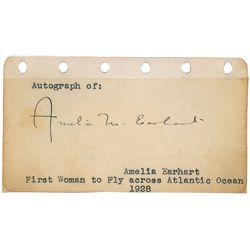 Autograph of:
Amelia M. Earhart
Amelia Earhart
First Woman to Fly across Atlantic Ocean
1928